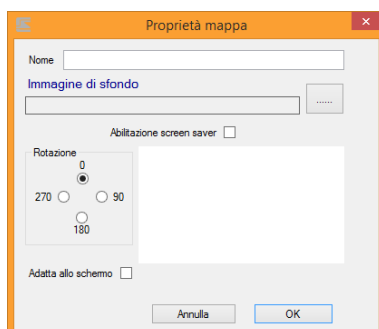 Proprietà mappa
Nome
Immagine di sfondo
......
Abilitazione screen saver
Rotazione
0
270 90
180
Adatta allo schermo
Annulla OK